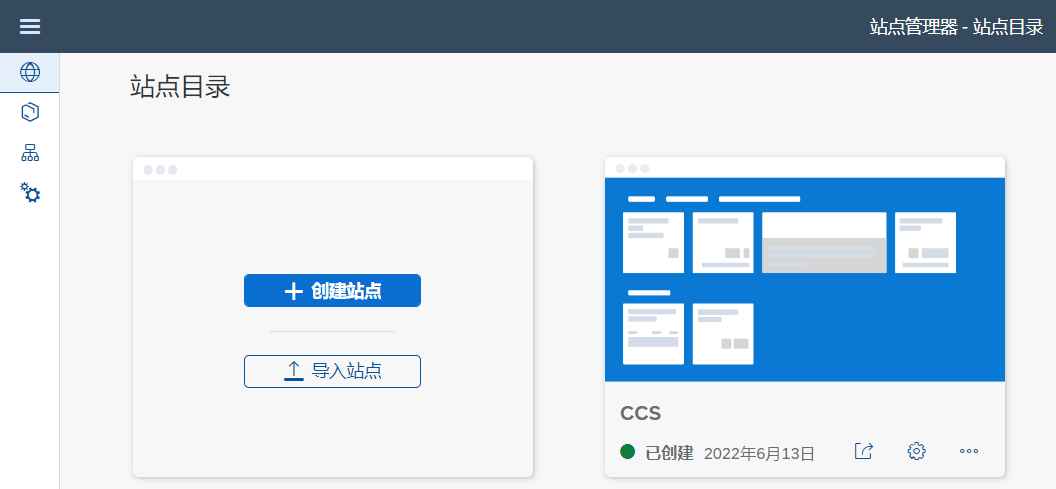 站点管理器 - 站点目录
站点目录
创建站点
导入站点
CCS
已创建 2022年6月13日